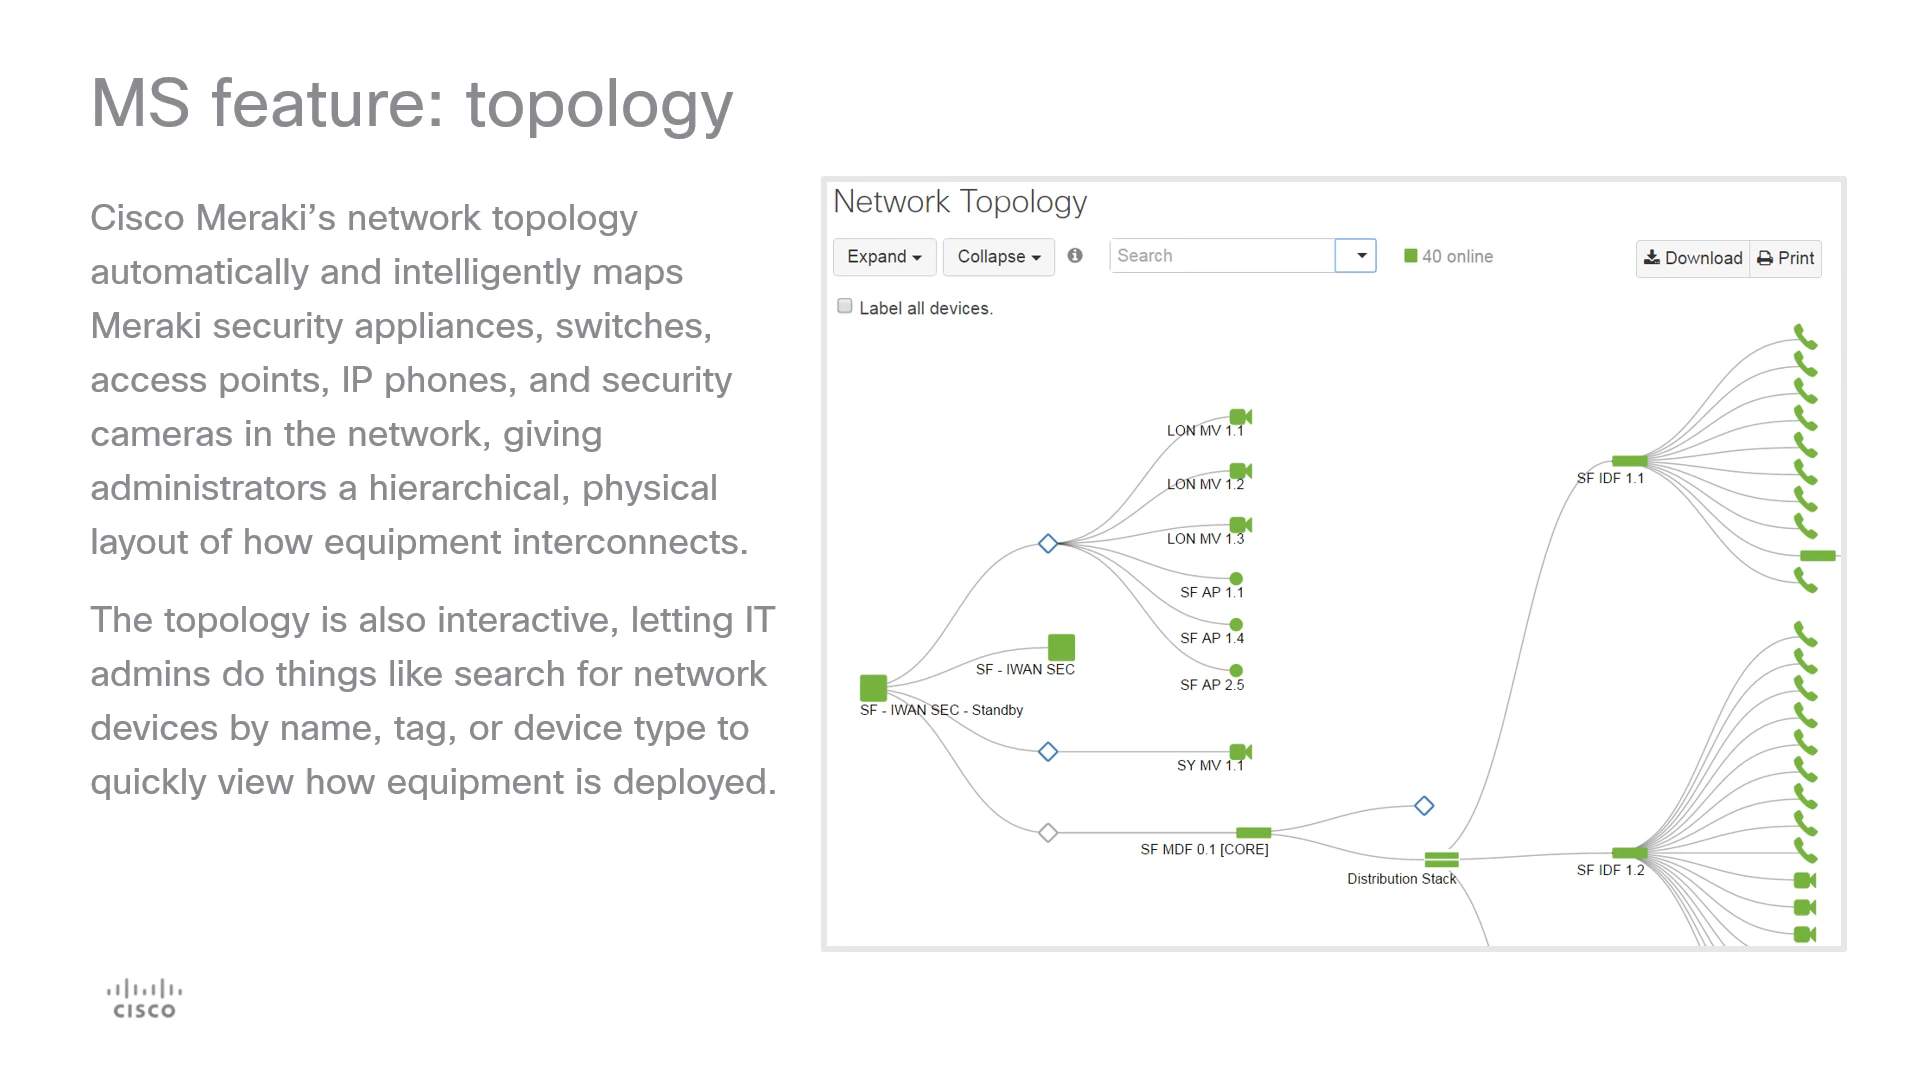 MS feature: topology
Cisco Meraki’s network topology
automatically and intelligently maps
Meraki security appliances, switches,
access points, IP phones, and security
cameras in the network, giving
administrators a hierarchical, physical
layout of how equipment interconnects.
The topology is also interactive, letting IT
admins do things like search for network
devices by name, tag, or device type to
quickly view how equipment is deployed.
Network Topology
Expand
Collapse
Search
40 online
Download
Print
Label all devices.
LON MV 1.1
LON MV 1.2
LON MV 1.3
SF AP 1.1
SF AP 1.4
SF AP 2.5
SF - IWAN SEC
SF - IWAN SEC - Standby
SY MV 1.1
SF MDF 0.1 [CORE]
Distribution Stack
SF IDF 1.1
SF IDF 1.2
CISCO